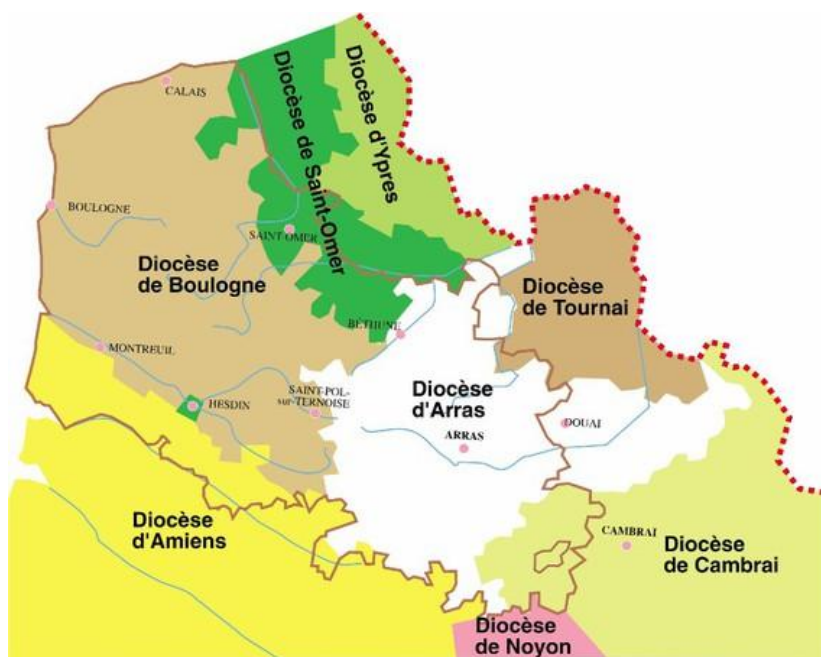 CALAIS
Diocèse de Saint-Omer
Diocèse d'Ypres
BOULOGNE
SAINT-OMER
Diocèse
de Boulogne
Diocèse
de Tournai
BÉTHUNE
MONTREUIL
HESDIN
SAINT-POL-
sur-TERNOISE
Diocèse
d'Arras
ARRAS
DOUAI
Diocèse
d'Amiens
CAMBRAI
Diocèse
de Cambrai
Diocèse
de Noyon